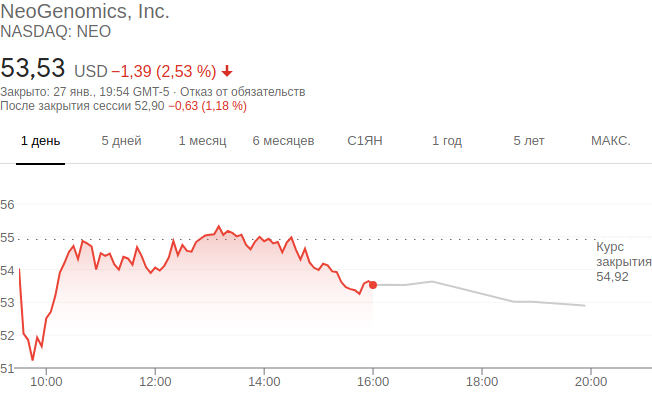 NeoGenomics, Inc.
NASDAQ: NEO
53,53 USD −1,39 (2,53 %)
Закрыто: 27 янв., 19:54 GMT-5 · Отказ от обязательств
После закрытия сессии 52,90 −0,63 (1,18 %)
1 день 5 дней 1 месяц 6 месяцев С1ЯН 1 год 5 лет МАКС.
56
55
Курс
закрытия
54,92
54
53
52
51
10:00 12:00 14:00 16:00 18:00 20:00